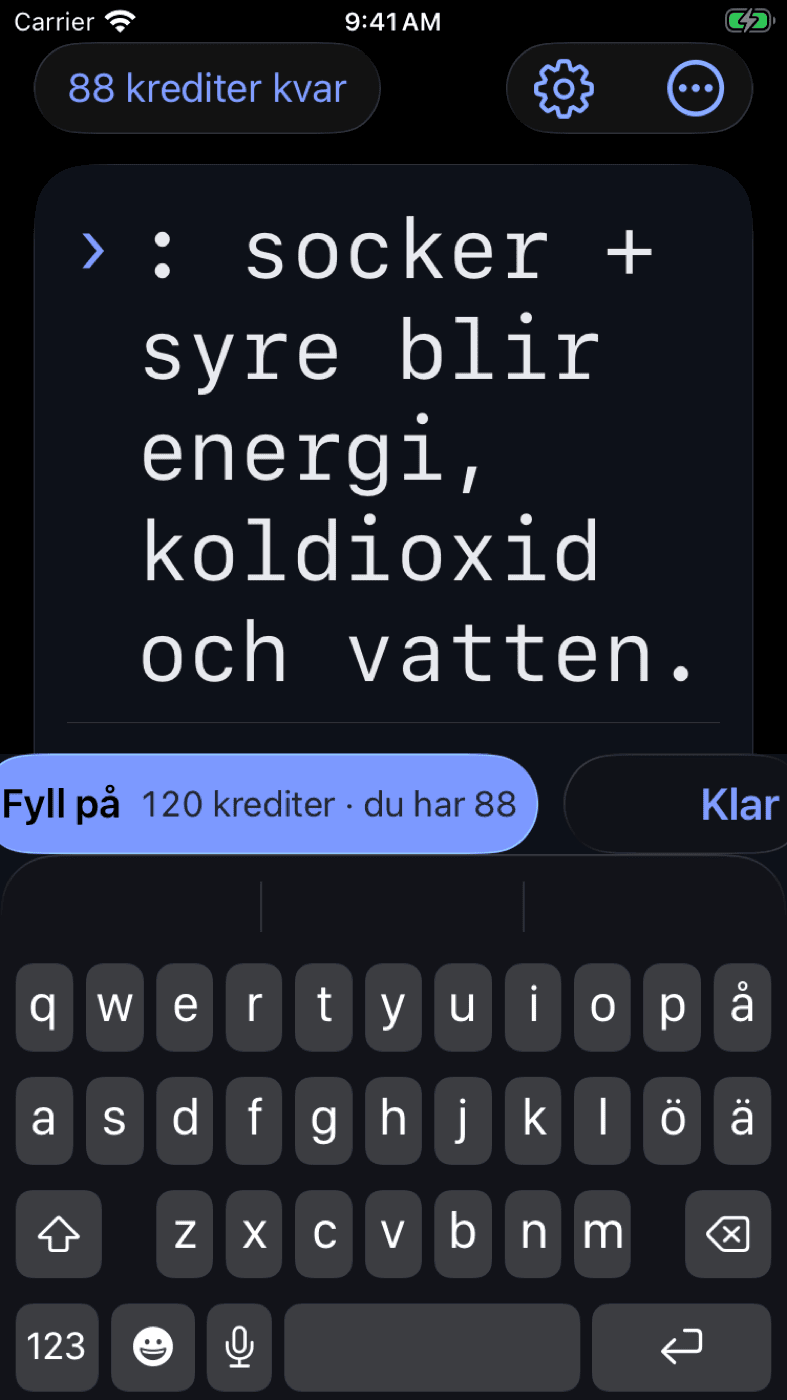 Carrier 9:41 AM
88 krediter kvar
› : socker +
syre blir
energi,
koldioxid
och vatten.
Fyll på 120 krediter · du har 88 Klar
q w e r t y u i o p å
a s d f g h j k l ö ä
z x c v b n m
123